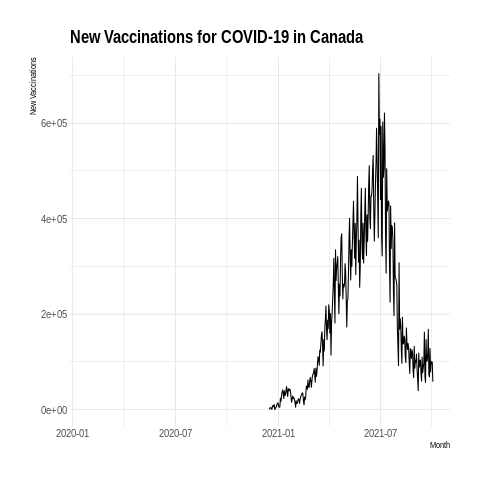 New Vaccinations for COVID-19 in Canada
New Vaccinations
6e+05
4e+05
2e+05
0e+00
2020-01 2020-07 2021-01 2021-07
Month